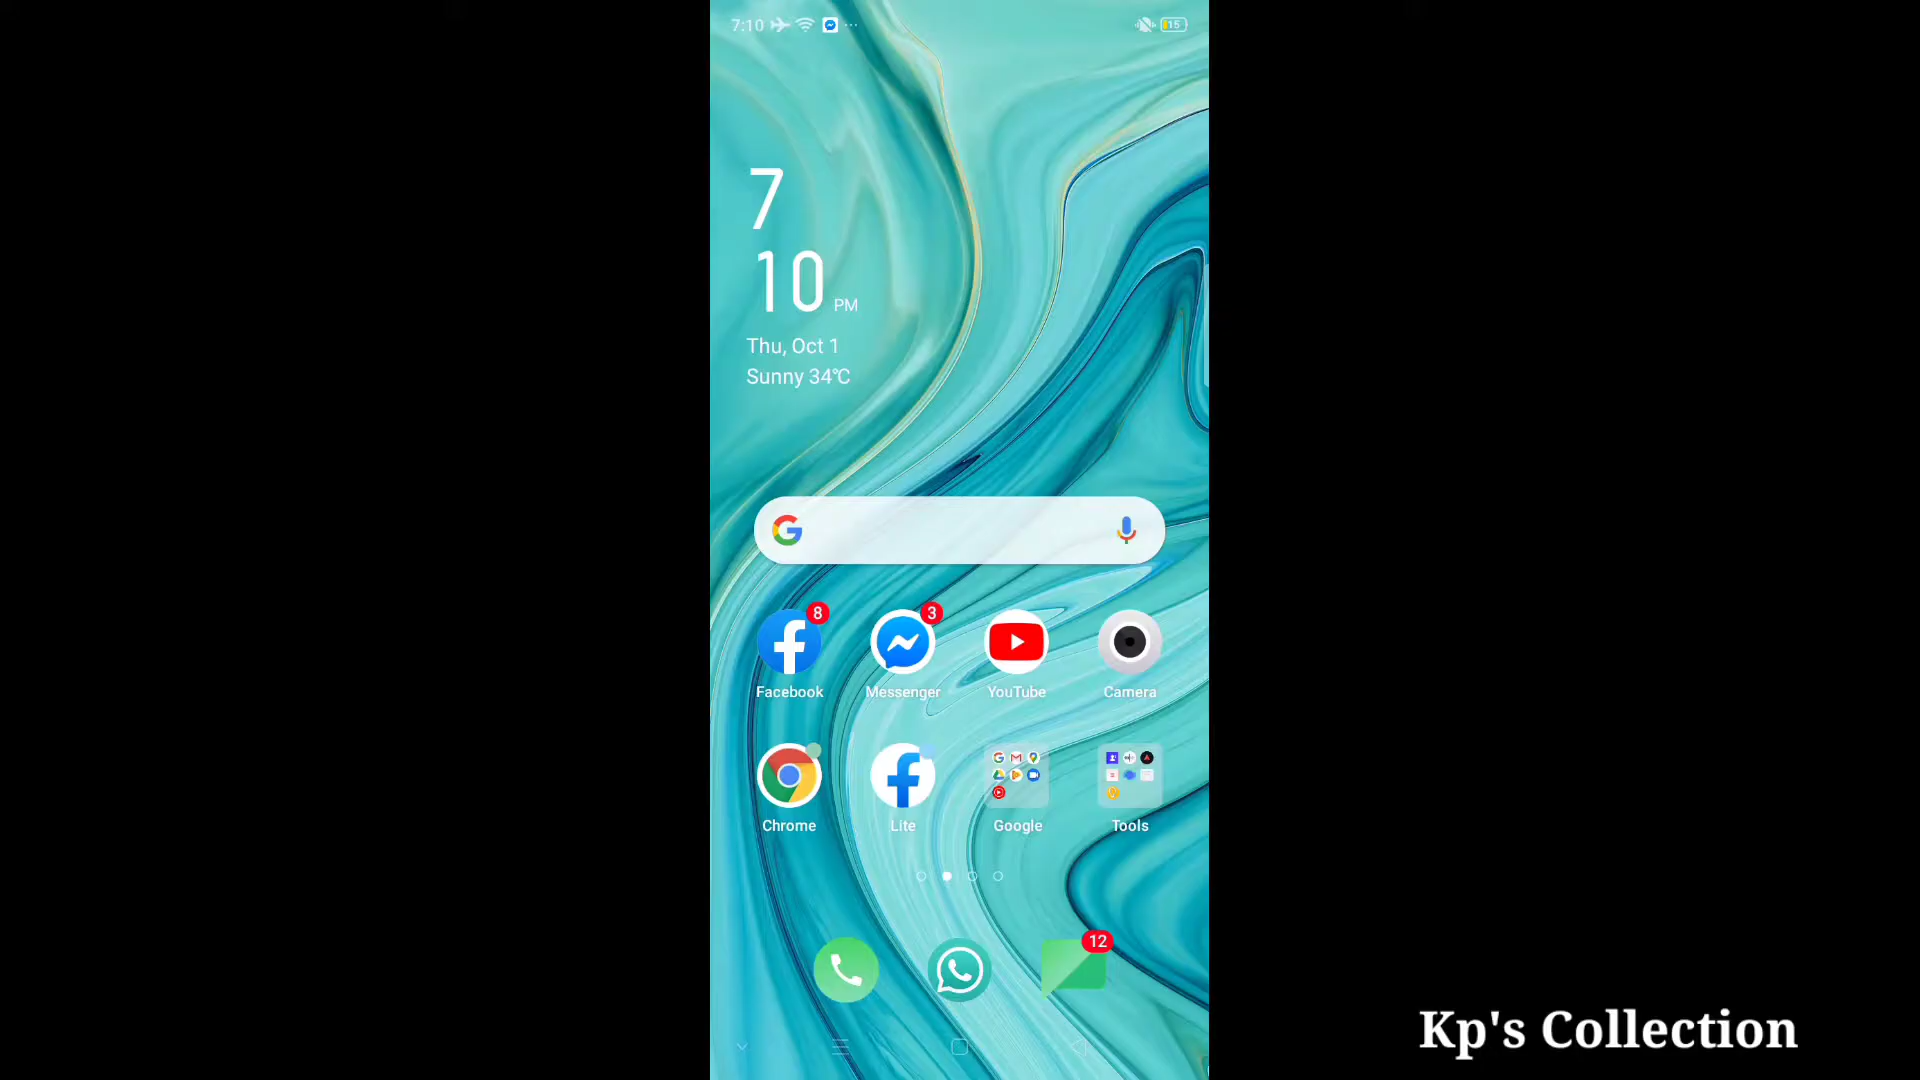 7:10 ... 15
7
10 PM
Thu, Oct 1
Sunny 34℃
8 3
Facebook Messenger YouTube Camera
Chrome Lite Google Tools
12
Kp's Collection